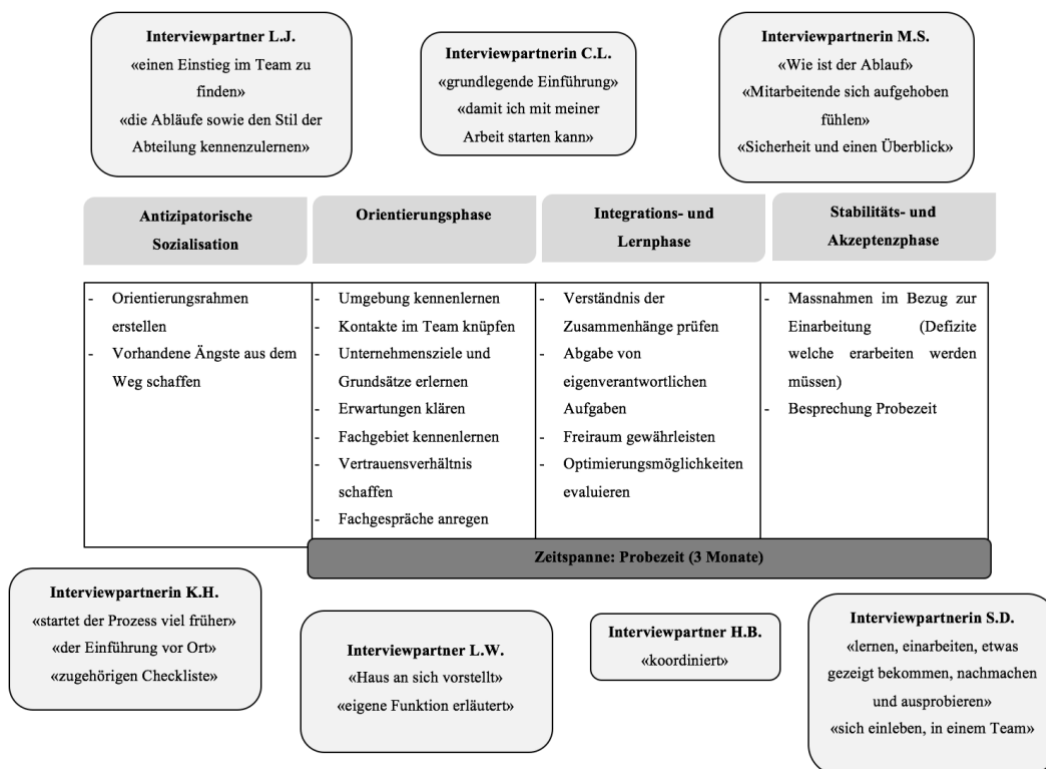 Interviewpartner L.J.
«einen Einstieg im Team zu
finden»
«die Abläufe sowie den Stil der
Abteilung kennenzulernen»
Interviewpartnerin C.L.
«grundlegende Einführung»
«damit ich mit meiner
Arbeit starten kann»
Interviewpartnerin M.S.
«Wie ist der Ablauf»
«Mitarbeitende sich aufgehoben
fühlen»
«Sicherheit und einen Überblick»
Antizipatorische
Sozialisation
Orientierungsphase
Integrations- und
Lernphase
Stabilitäts- und
Akzeptenzphase
- Orientierungsrahmen
erstellen
- Vorhandene Ängste aus dem
Weg schaffen
- Umgebung kennenlernen
- Kontakte im Team knüpfen
- Unternehmensziele und
Grundsätze erlernen
- Erwartungen klären
- Fachgebiet kennenlernen
- Vertrauensverhältnis
schaffen
- Fachgespräche anregen
- Verständnis der
Zusammenhänge prüfen
- Abgabe von
eigenverantwortlichen
Aufgaben
- Freiraum gewährleisten
- Optimierungsmöglichkeiten
evaluieren
- Massnahmen im Bezug zur
Einarbeitung (Defizite
welche erarbeiten werden
müssen)
- Besprechung Probezeit
Zeitspanne: Probezeit (3 Monate)
Interviewpartnerin K.H.
«startet der Prozess viel früher»
«der Einführung vor Ort»
«zugehörigen Checkliste»
Interviewpartner L.W.
«Haus an sich vorstellt»
«eigene Funktion erläutert»
Interviewpartner H.B.
«koordiniert»
Interviewpartnerin S.D.
«lernen, einarbeiten, etwas
gezeigt bekommen, nachmachen
und ausprobieren»
«sich einleben, in einem Team»